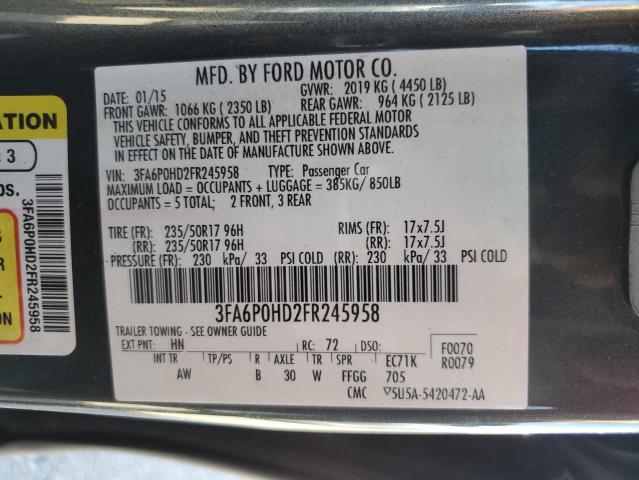 MFD. BY FORD MOTOR CO.
DATE: 01/15 GVWR: 2019 KG ( 4450 LB)
FRONT GAWR: 1066 KG ( 2350 LB) REAR GAWR: 964 KG ( 2125 LB)
THIS VEHICLE CONFORMS TO ALL APPLICABLE FEDERAL MOTOR
VEHICLE SAFETY, BUMPER, AND THEFT PREVENTION STANDARDS
IN EFFECT ON THE DATE OF MANUFACTURE SHOWN ABOVE.
VIN: 3FA6P0HD2FR245958 TYPE: Passenger Car
MAXIMUM LOAD = OCCUPANTS + LUGGAGE = 385KG/ 850LB
OCCUPANTS = 5 TOTAL; 2 FRONT, 3 REAR
TIRE (FR): 235/50R17 96H RIMS (FR): 17x7.5J
(RR): 235/50R17 96H (RR): 17x7.5J
PRESSURE (FR): 230 kPa/ 33 PSI COLD (RR): 230 kPa/ 33 PSI COLD
3FA6P0HD2FR245958
TRAILER TOWING - SEE OWNER GUIDE
EXT PNT: HN RC: 72 DSO: F0070
INT TR TP/PS R AXLE TR SPR EC71K R0079
AW B 30 W FFGG 705
CMC ▽5U5A-5420472-AA
ATION
: 3
OS.
S
R
3FA6P0HD2FR245958